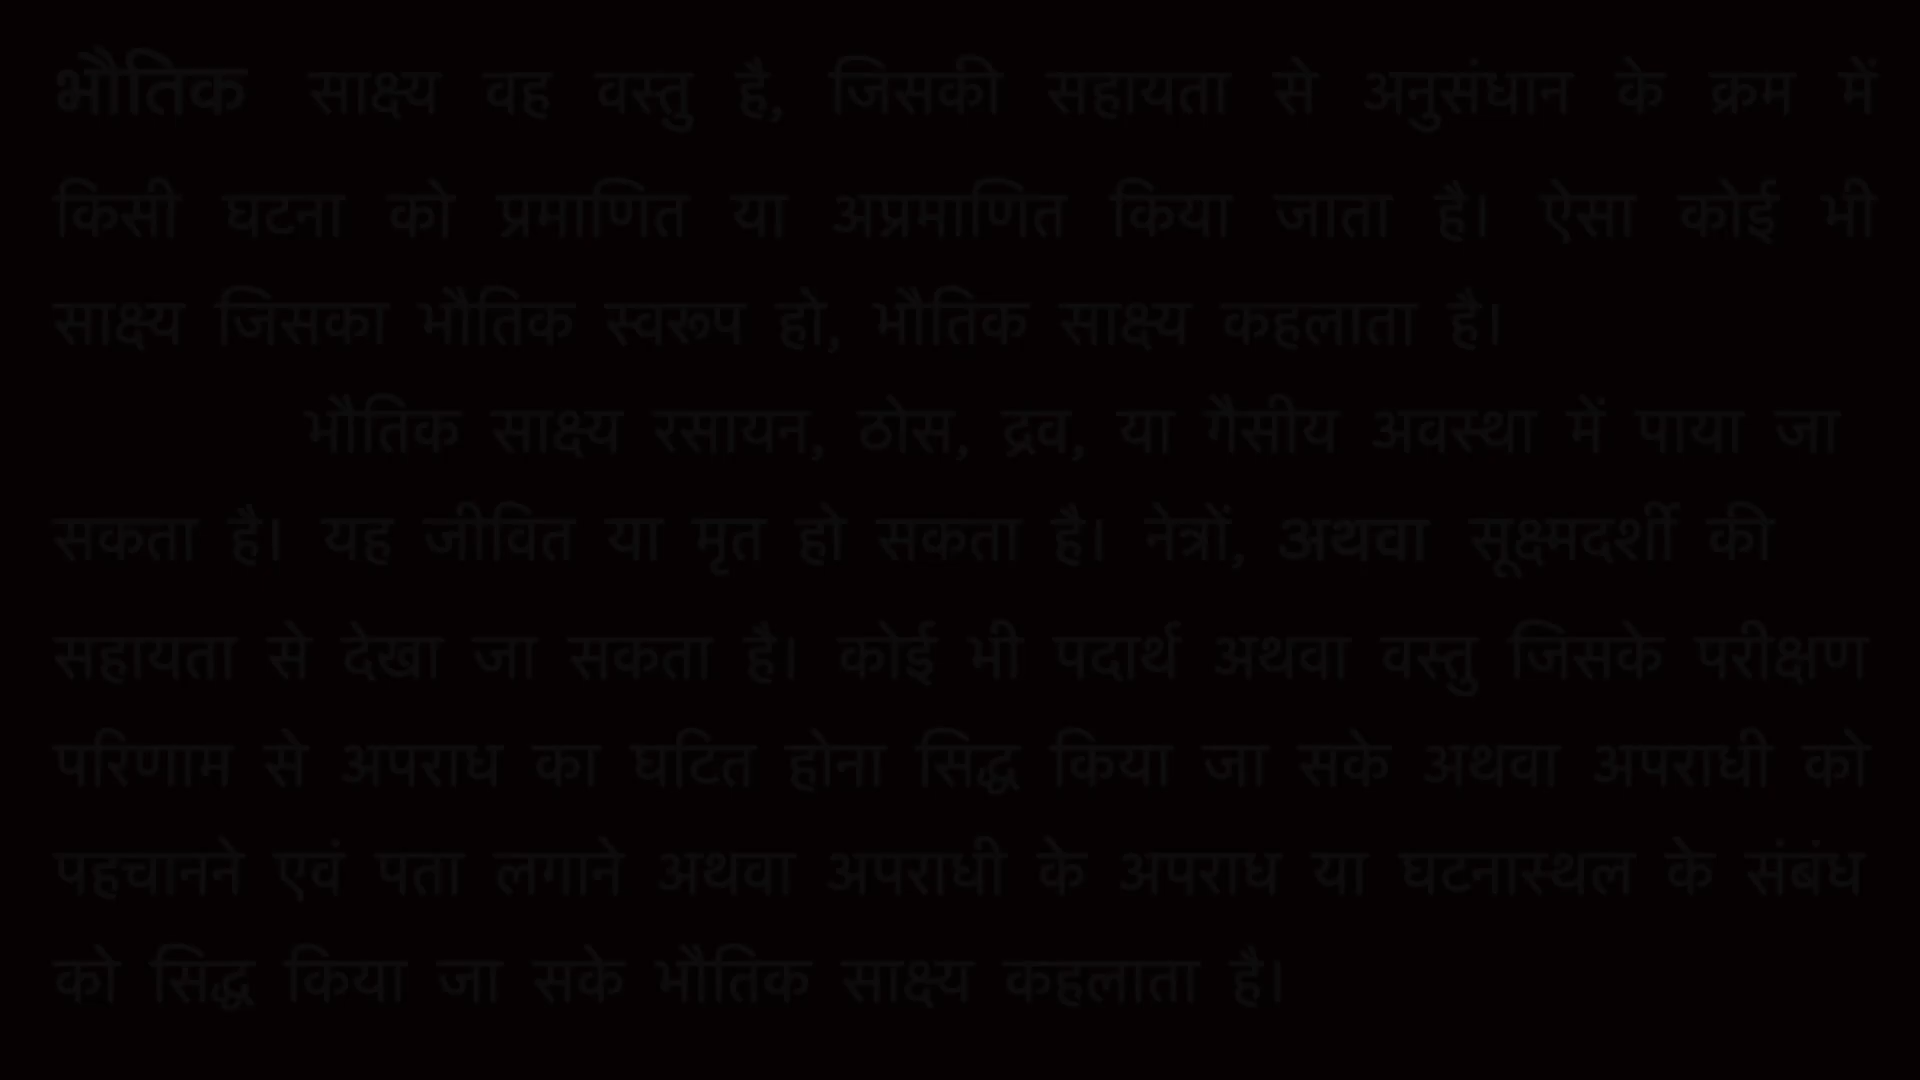 भौतिक साक्ष्य वह वस्तु है, जिसकी सहायता से अनुसंधान के क्रम में
किसी घटना को प्रमाणित या अप्रमाणित किया जाता है। ऐसा कोई भी
साक्ष्य जिसका भौतिक स्वरूप हो, भौतिक साक्ष्य कहलाता है।
भौतिक साक्ष्य रसायन, ठोस, द्रव, या गैसीय अवस्था में पाया जा
सकता है। यह जीवित या मृत हो सकता है। नेत्रों, अथवा सूक्ष्मदर्शी की
सहायता से देखा जा सकता है। कोई भी पदार्थ अथवा वस्तु जिसके परीक्षण
परिणाम से अपराध का घटित होना सिद्ध किया जा सके अथवा अपराधी को
पहचानने एवं पता लगाने अथवा अपराधी के अपराध या घटनास्थल के संबंध
को सिद्ध किया जा सके भौतिक साक्ष्य कहलाता है।